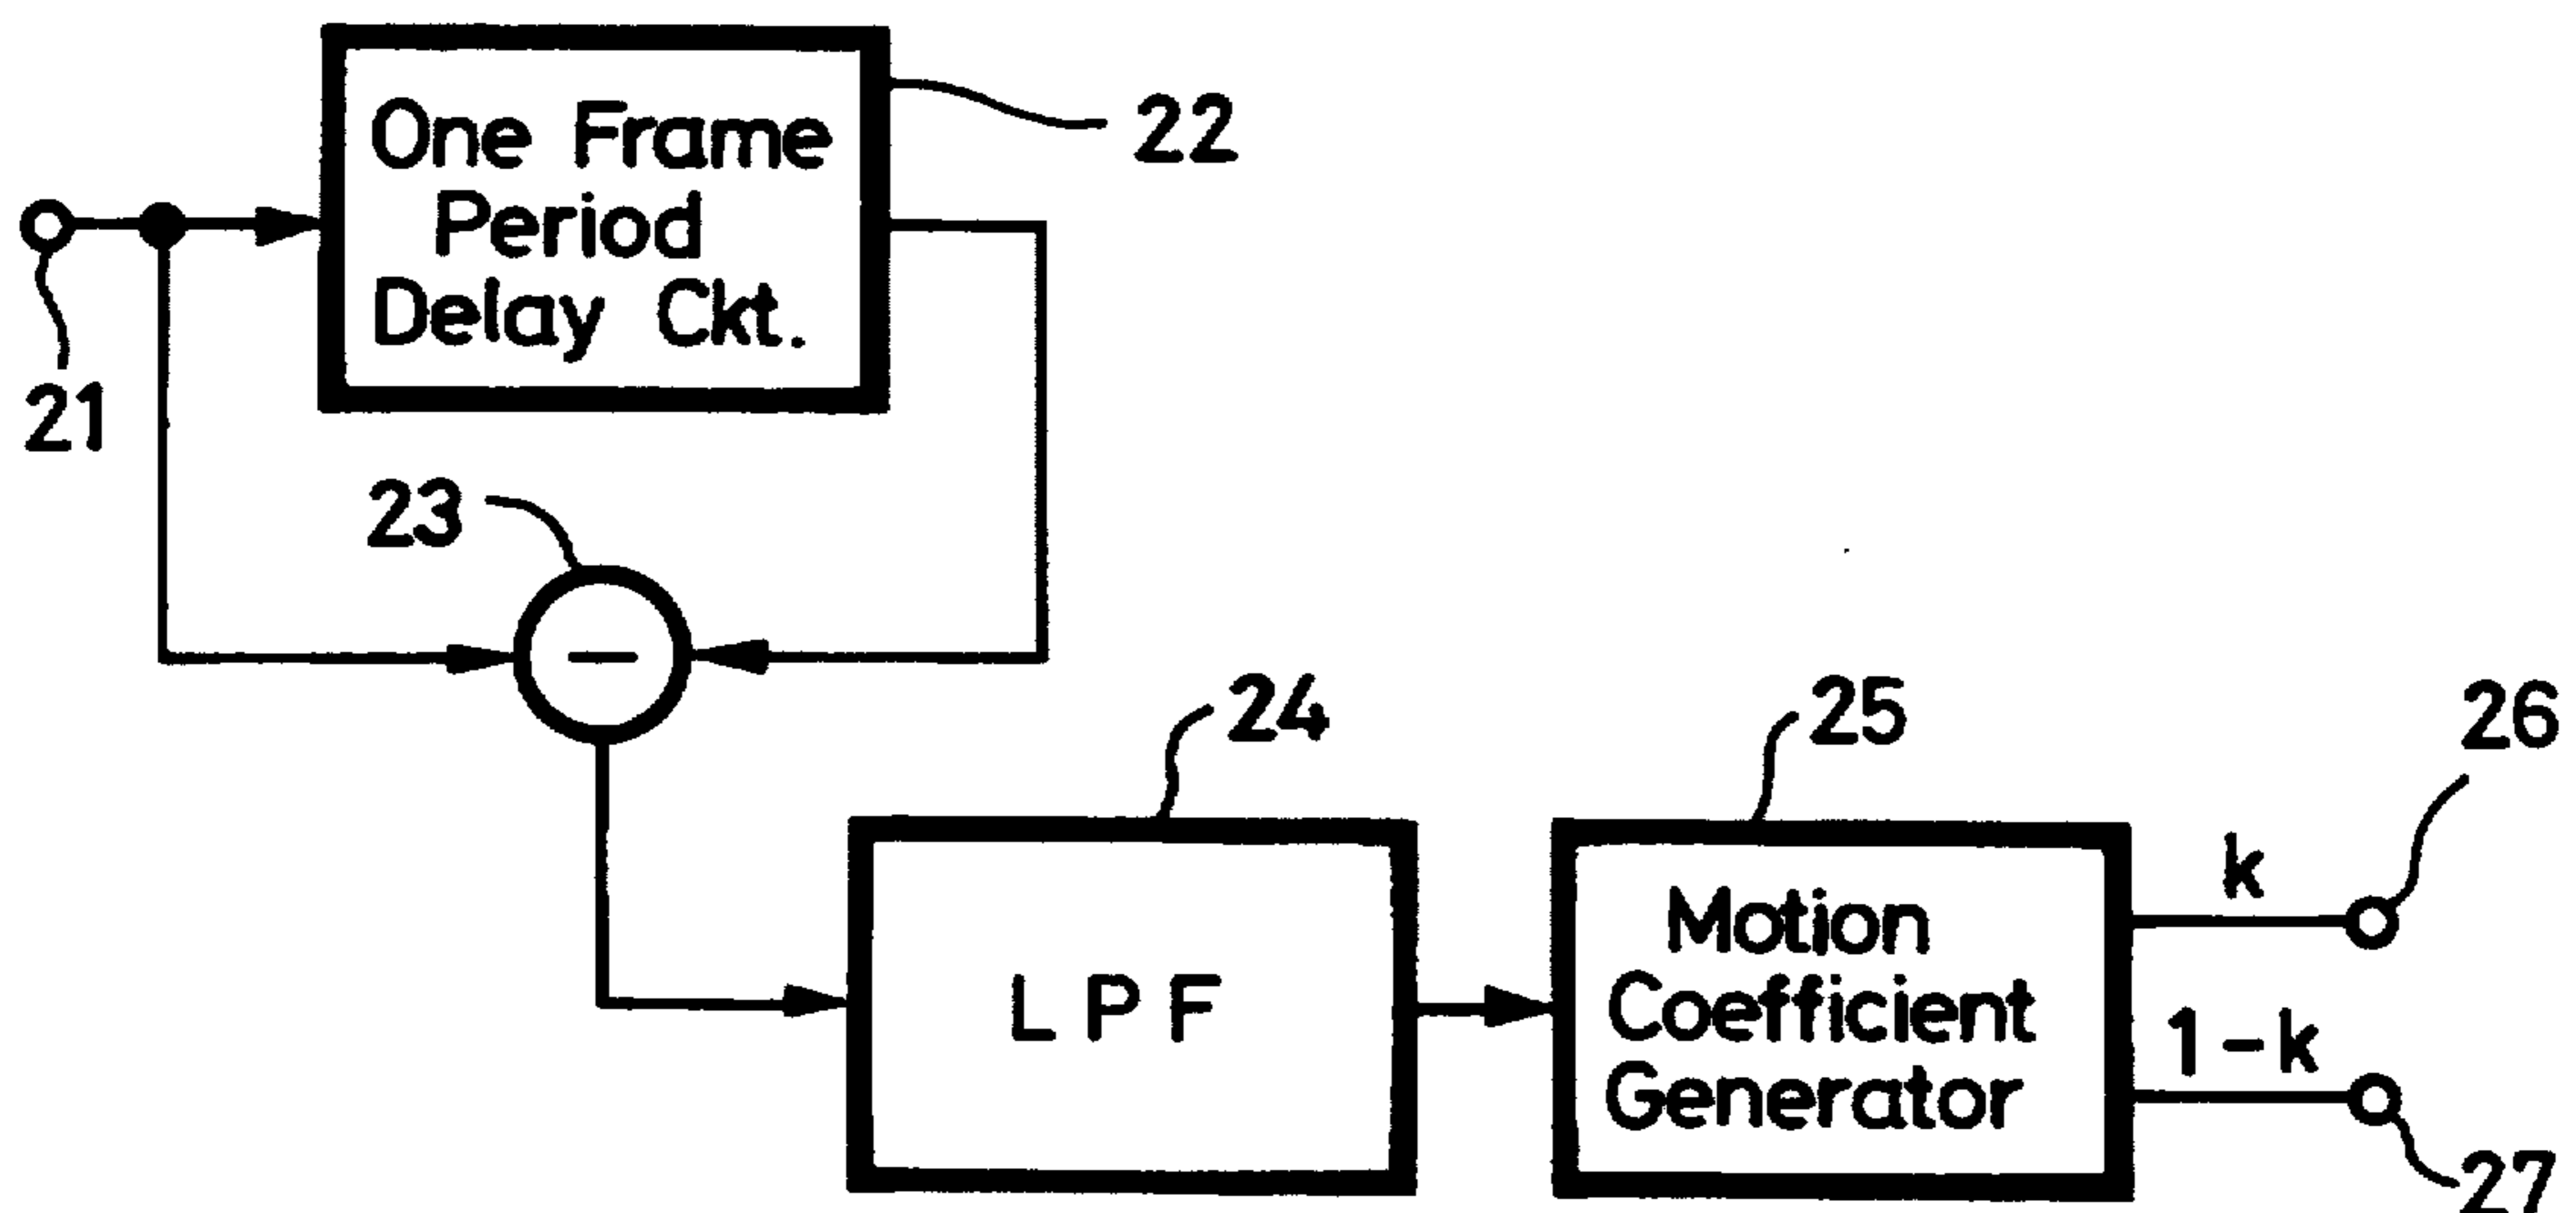 One Frame
Period
Delay Ckt.
22
21
23
−
24
25
26
LPF
Motion
Coefficient
Generator
k
1-k
27